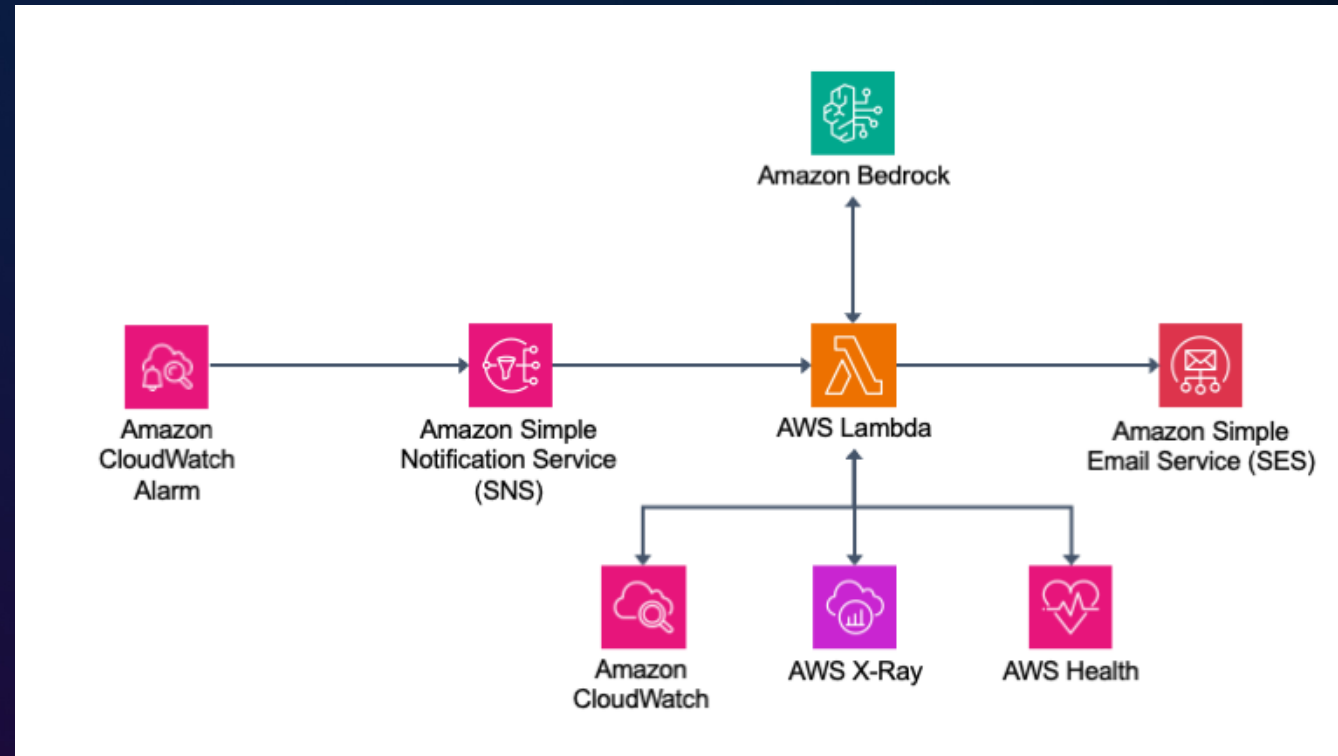 Amazon Bedrock
Amazon
CloudWatch
Alarm
Amazon Simple
Notification Service
(SNS)
AWS Lambda
Amazon Simple
Email Service (SES)
Amazon
CloudWatch
AWS X-Ray
AWS Health